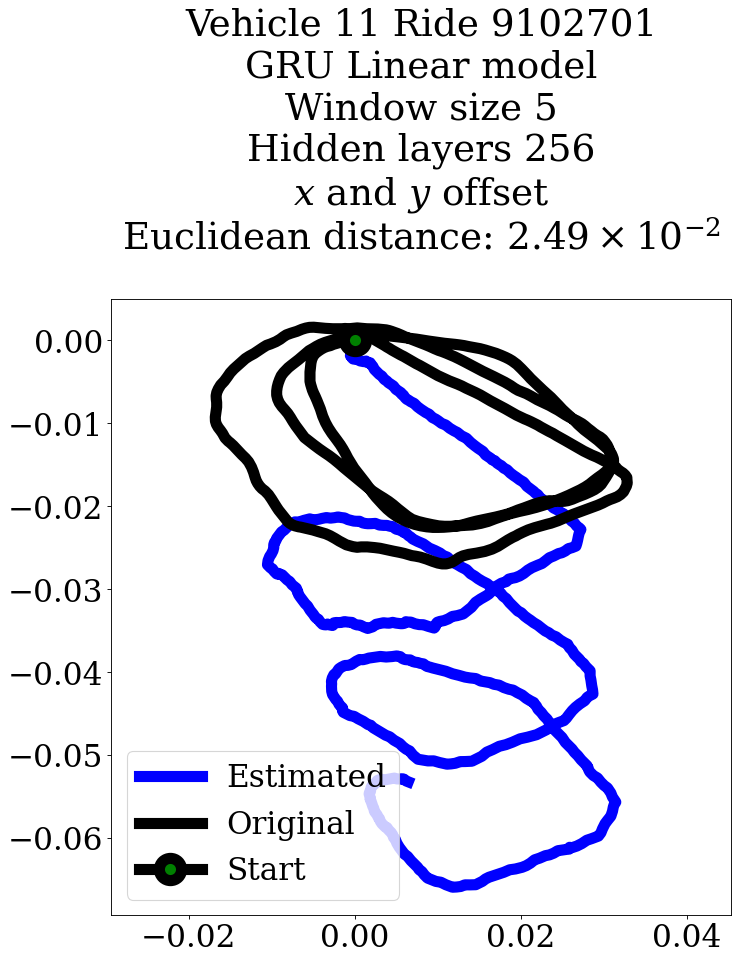 Vehicle 11 Ride 9102701
GRU Linear model
Window size 5
Hidden layers 256
x and y offset
Euclidean distance: 2.49 × 10⁻²
0.00
−0.01
−0.02
−0.03
−0.04
−0.05
−0.06
Estimated
Original
Start
−0.02 0.00 0.02 0.04